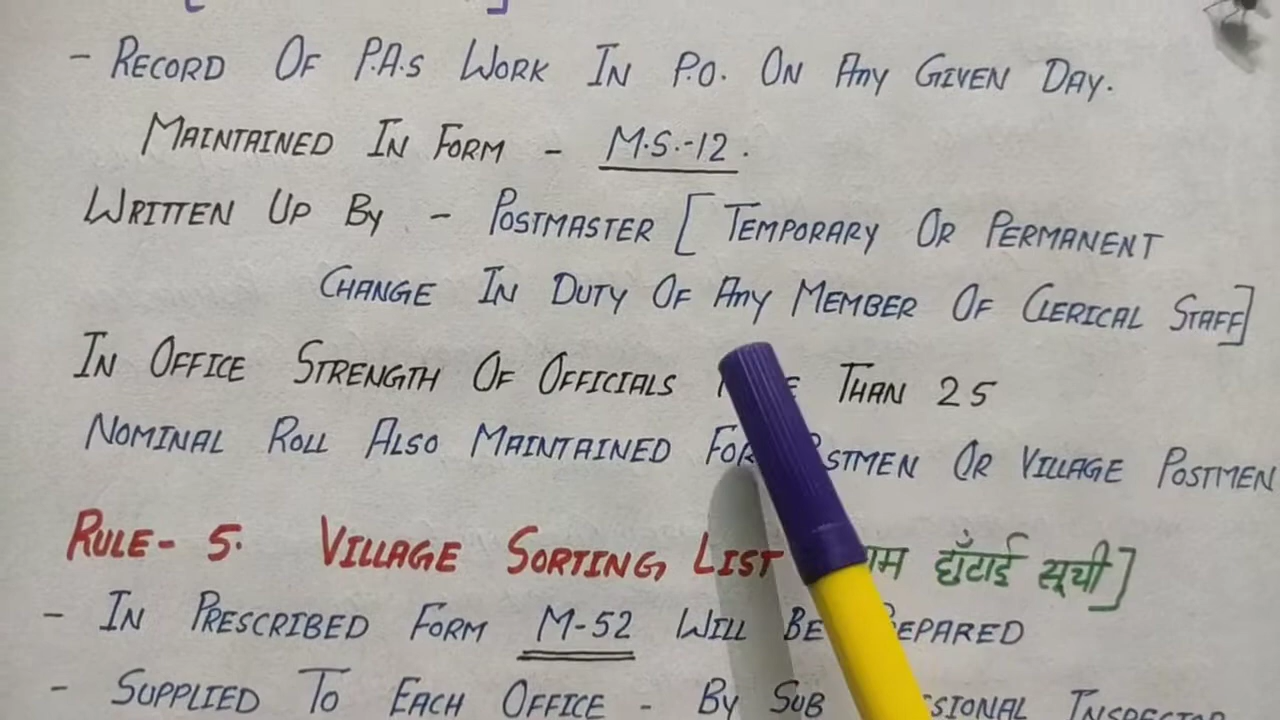 - RECORD OF P.A.s WORK IN P.O. ON ANY GIVEN DAY.
MAINTAINED IN FORM - M.S.-12.
WRITTEN UP BY - POSTMASTER [ TEMPORARY OR PERMANENT
CHANGE IN DUTY OF ANY MEMBER OF CLERICAL STAFF]
IN OFFICE STRENGTH OF OFFICIALS THAN 25
NOMINAL ROLL ALSO MAINTAINED FOR OR VILLAGE POSTMEN
RULE- 5. VILLAGE SORTING LIST छँटाई सूची]
- IN PRESCRIBED FORM M-52 WILL BE
- SUPPLIED TO EACH OFFICE - BY SUB INSPECTOR